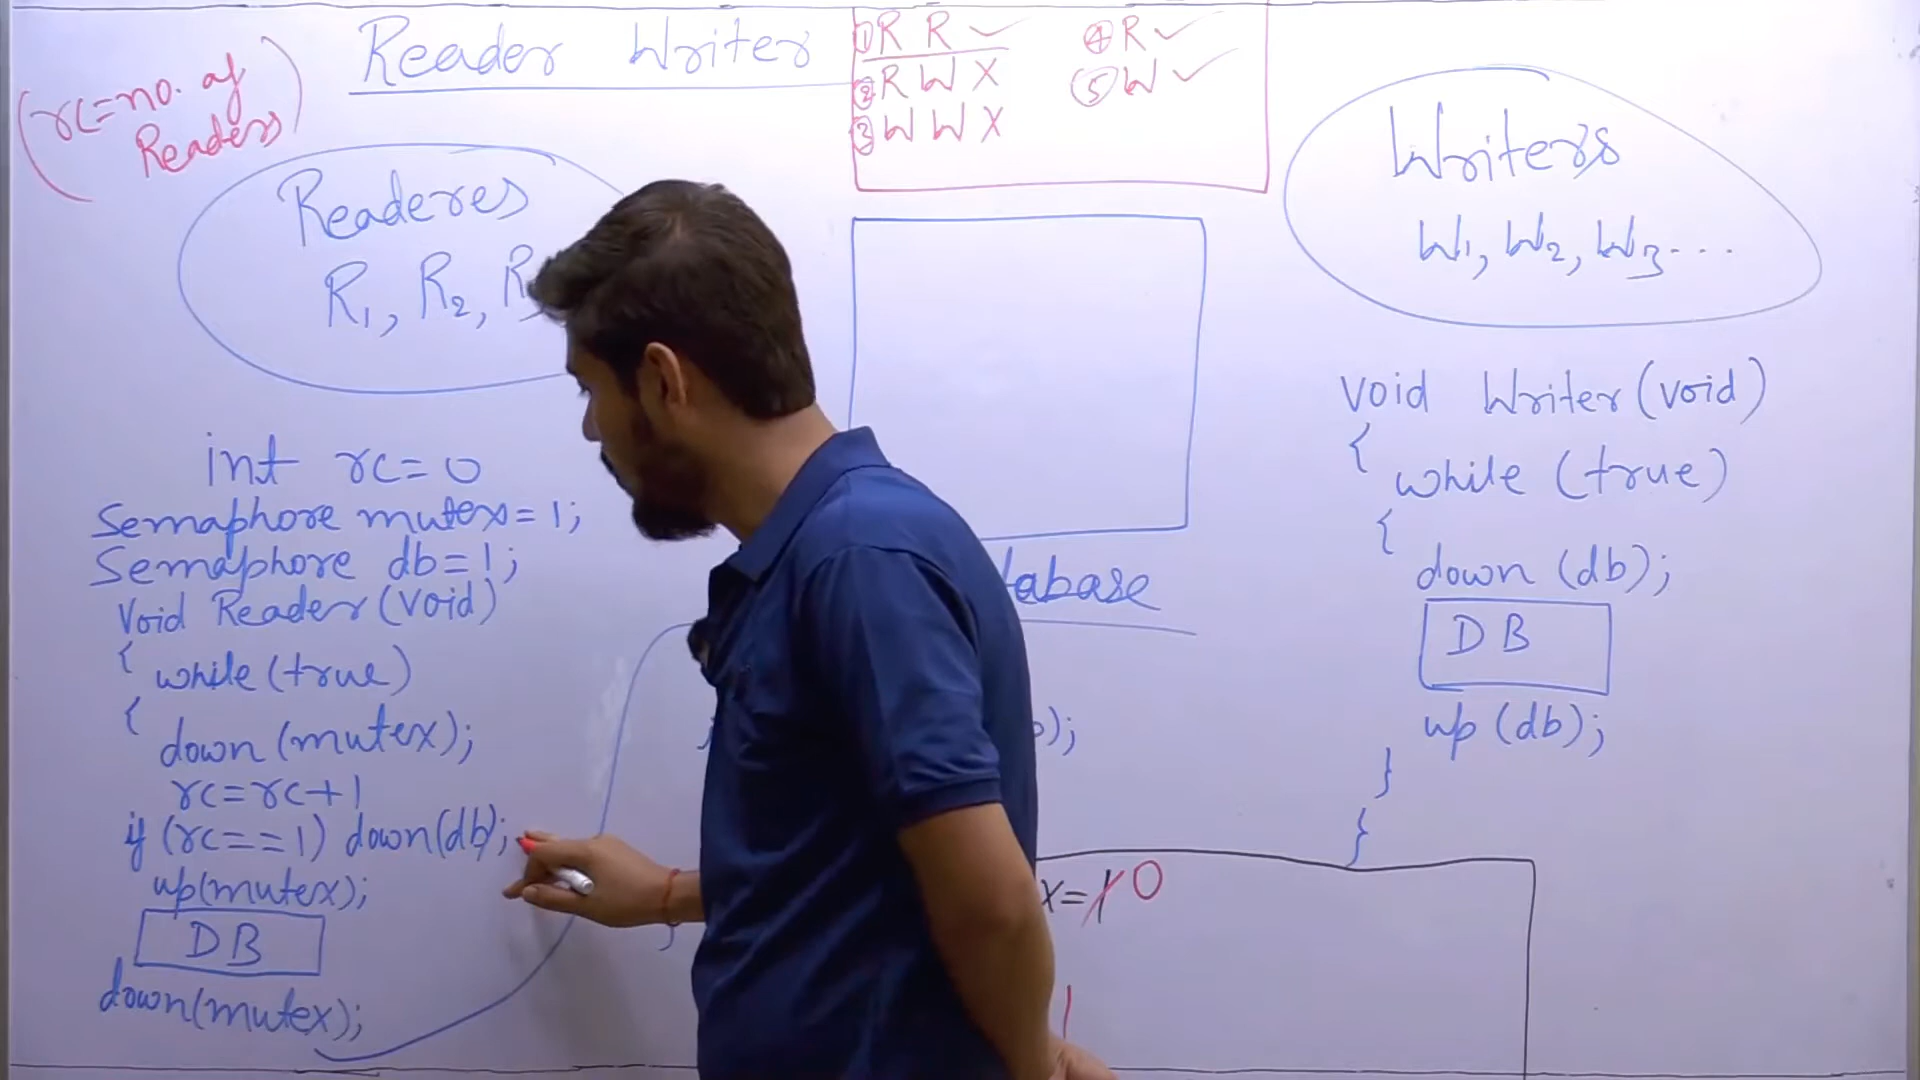 Reader Writer
(rc=no. of
Readers)
① R R ✓
② R W X
③ W W X
④ R ✓
⑤ W ✓
Readeres
R1, R2,
Writers
W1, W2, W3 ...
int rc=0
Semaphore mutex=1;
Semaphore db=1;
Void Reader(void)
{ while(true)
{
down(mutex);
rc=rc+1
if (rc==1) down(db);
up(mutex);
DB
down(mutex);
void Writer(void)
{ while (true)
{
down (db);
DB
up (db);
}
}
);
}
x=1 0